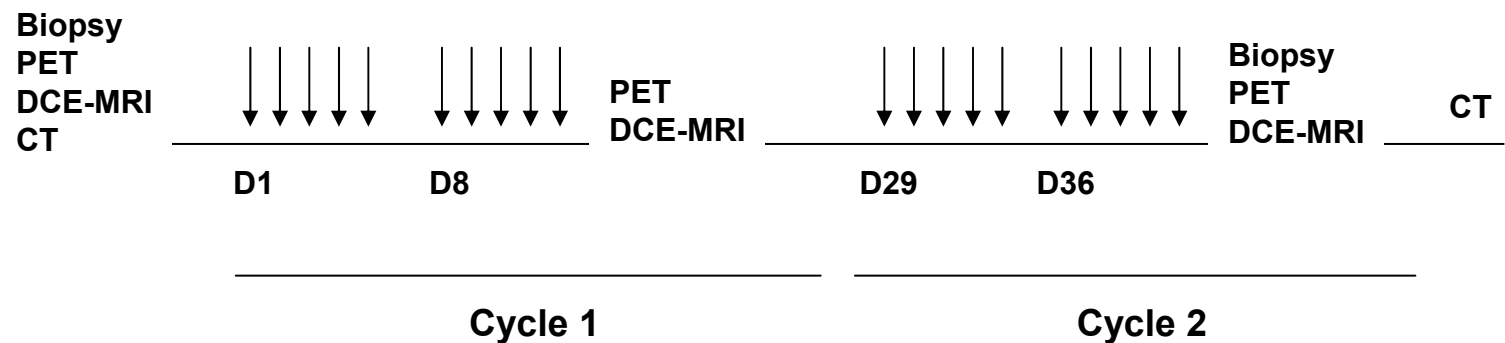 Biopsy
PET
DCE-MRI
CT
PET
DCE-MRI
Biopsy
PET
DCE-MRI
CT
D1
D8
D29
D36
Cycle 1
Cycle 2